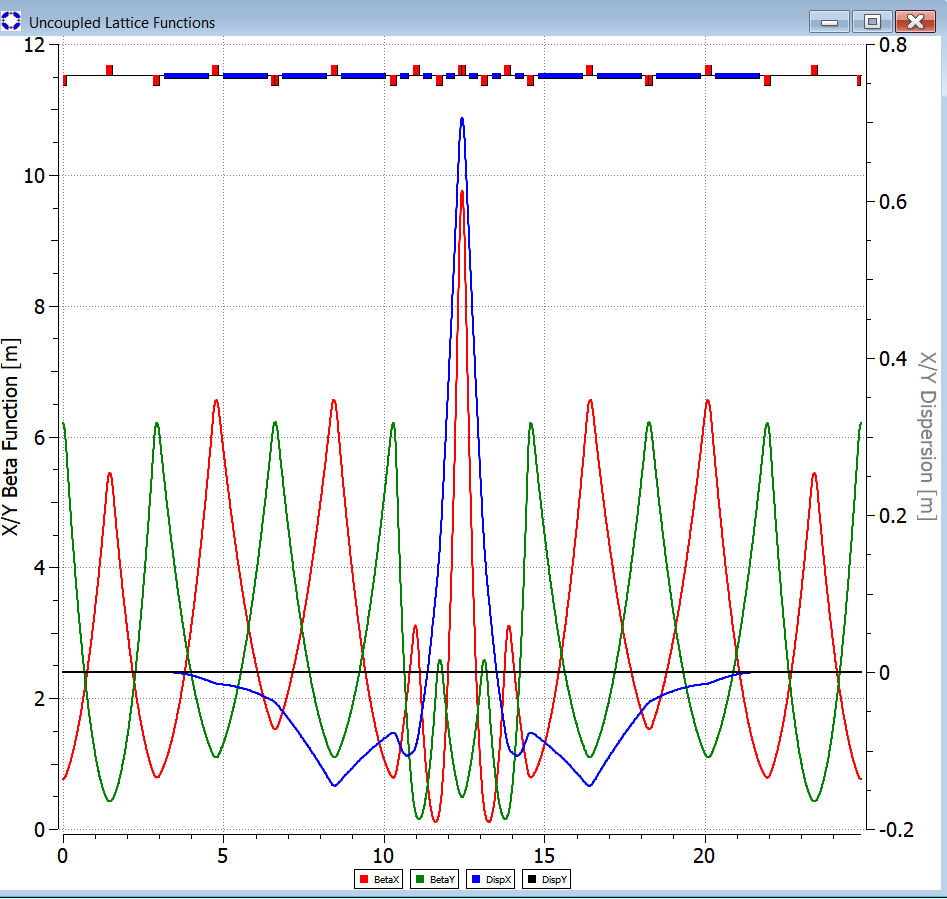 Uncoupled Lattice Functions
12
10
8
6
4
2
0
X/Y Beta Function [m]
0.8
0.6
0.4
0.2
0
-0.2
X/Y Dispersion [m]
0 5 10 15 20
BetaX BetaY DispX DispY